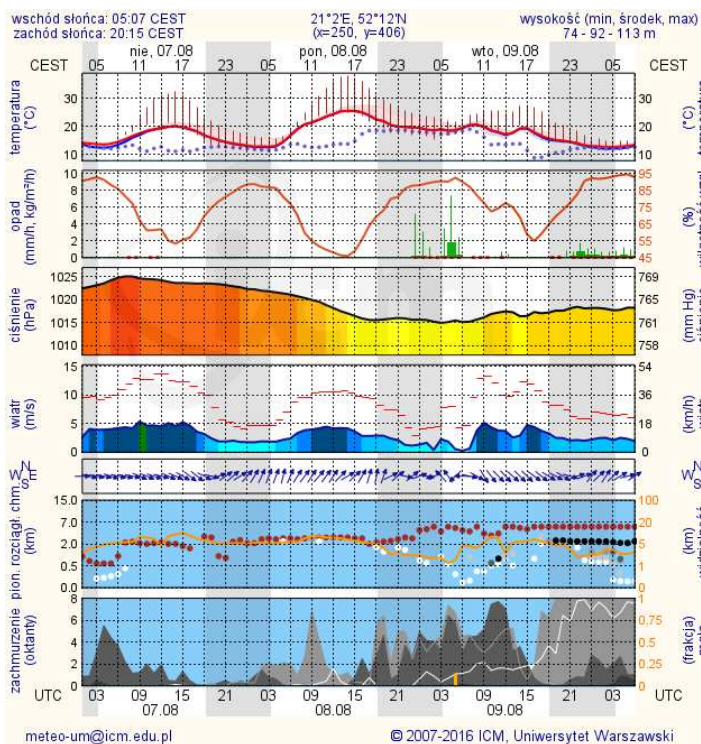 wschód słońca: 05:07 CEST
zachód słońca: 20:15 CEST
21°2'E, 52°12'N
(x=250, y=406)
wysokość (min, środek, max)
74 - 92 - 113 m
nie, 07.08 pon, 08.08 wto, 09.08
CEST 05 11 17 23 05 11 17 23 05 11 17 23 05 CEST
temperatura
(°C)
30
20
10
30
20
10
(°C)
opad
(mm/h, kg/m²/h)
10
8
6
4
2
0
95
85
75
65
55
45
(%)
ciśnienie
(hPa)
1025
1020
1015
1010
769
765
761
758
(mm Hg)
wiatr
(m/s)
15
10
5
0
54
36
18
0
(km/h)
N
W E
S
N
W
S
pion. rozciągł. chm.
(km)
15.0
7.0
2.0
0.5
0.0
100
20
5
1
0
(km)
zachmurzenie
(oktanty)
8
6
4
2
0
1
0.75
0.5
0.25
0
(frakcja)
UTC 03 09 15 21 03 09 15 21 03 09 15 21 03 UTC
07.08 08.08 09.08
meteo-um@icm.edu.pl
© 2007-2016 ICM, Uniwersytet Warszawski